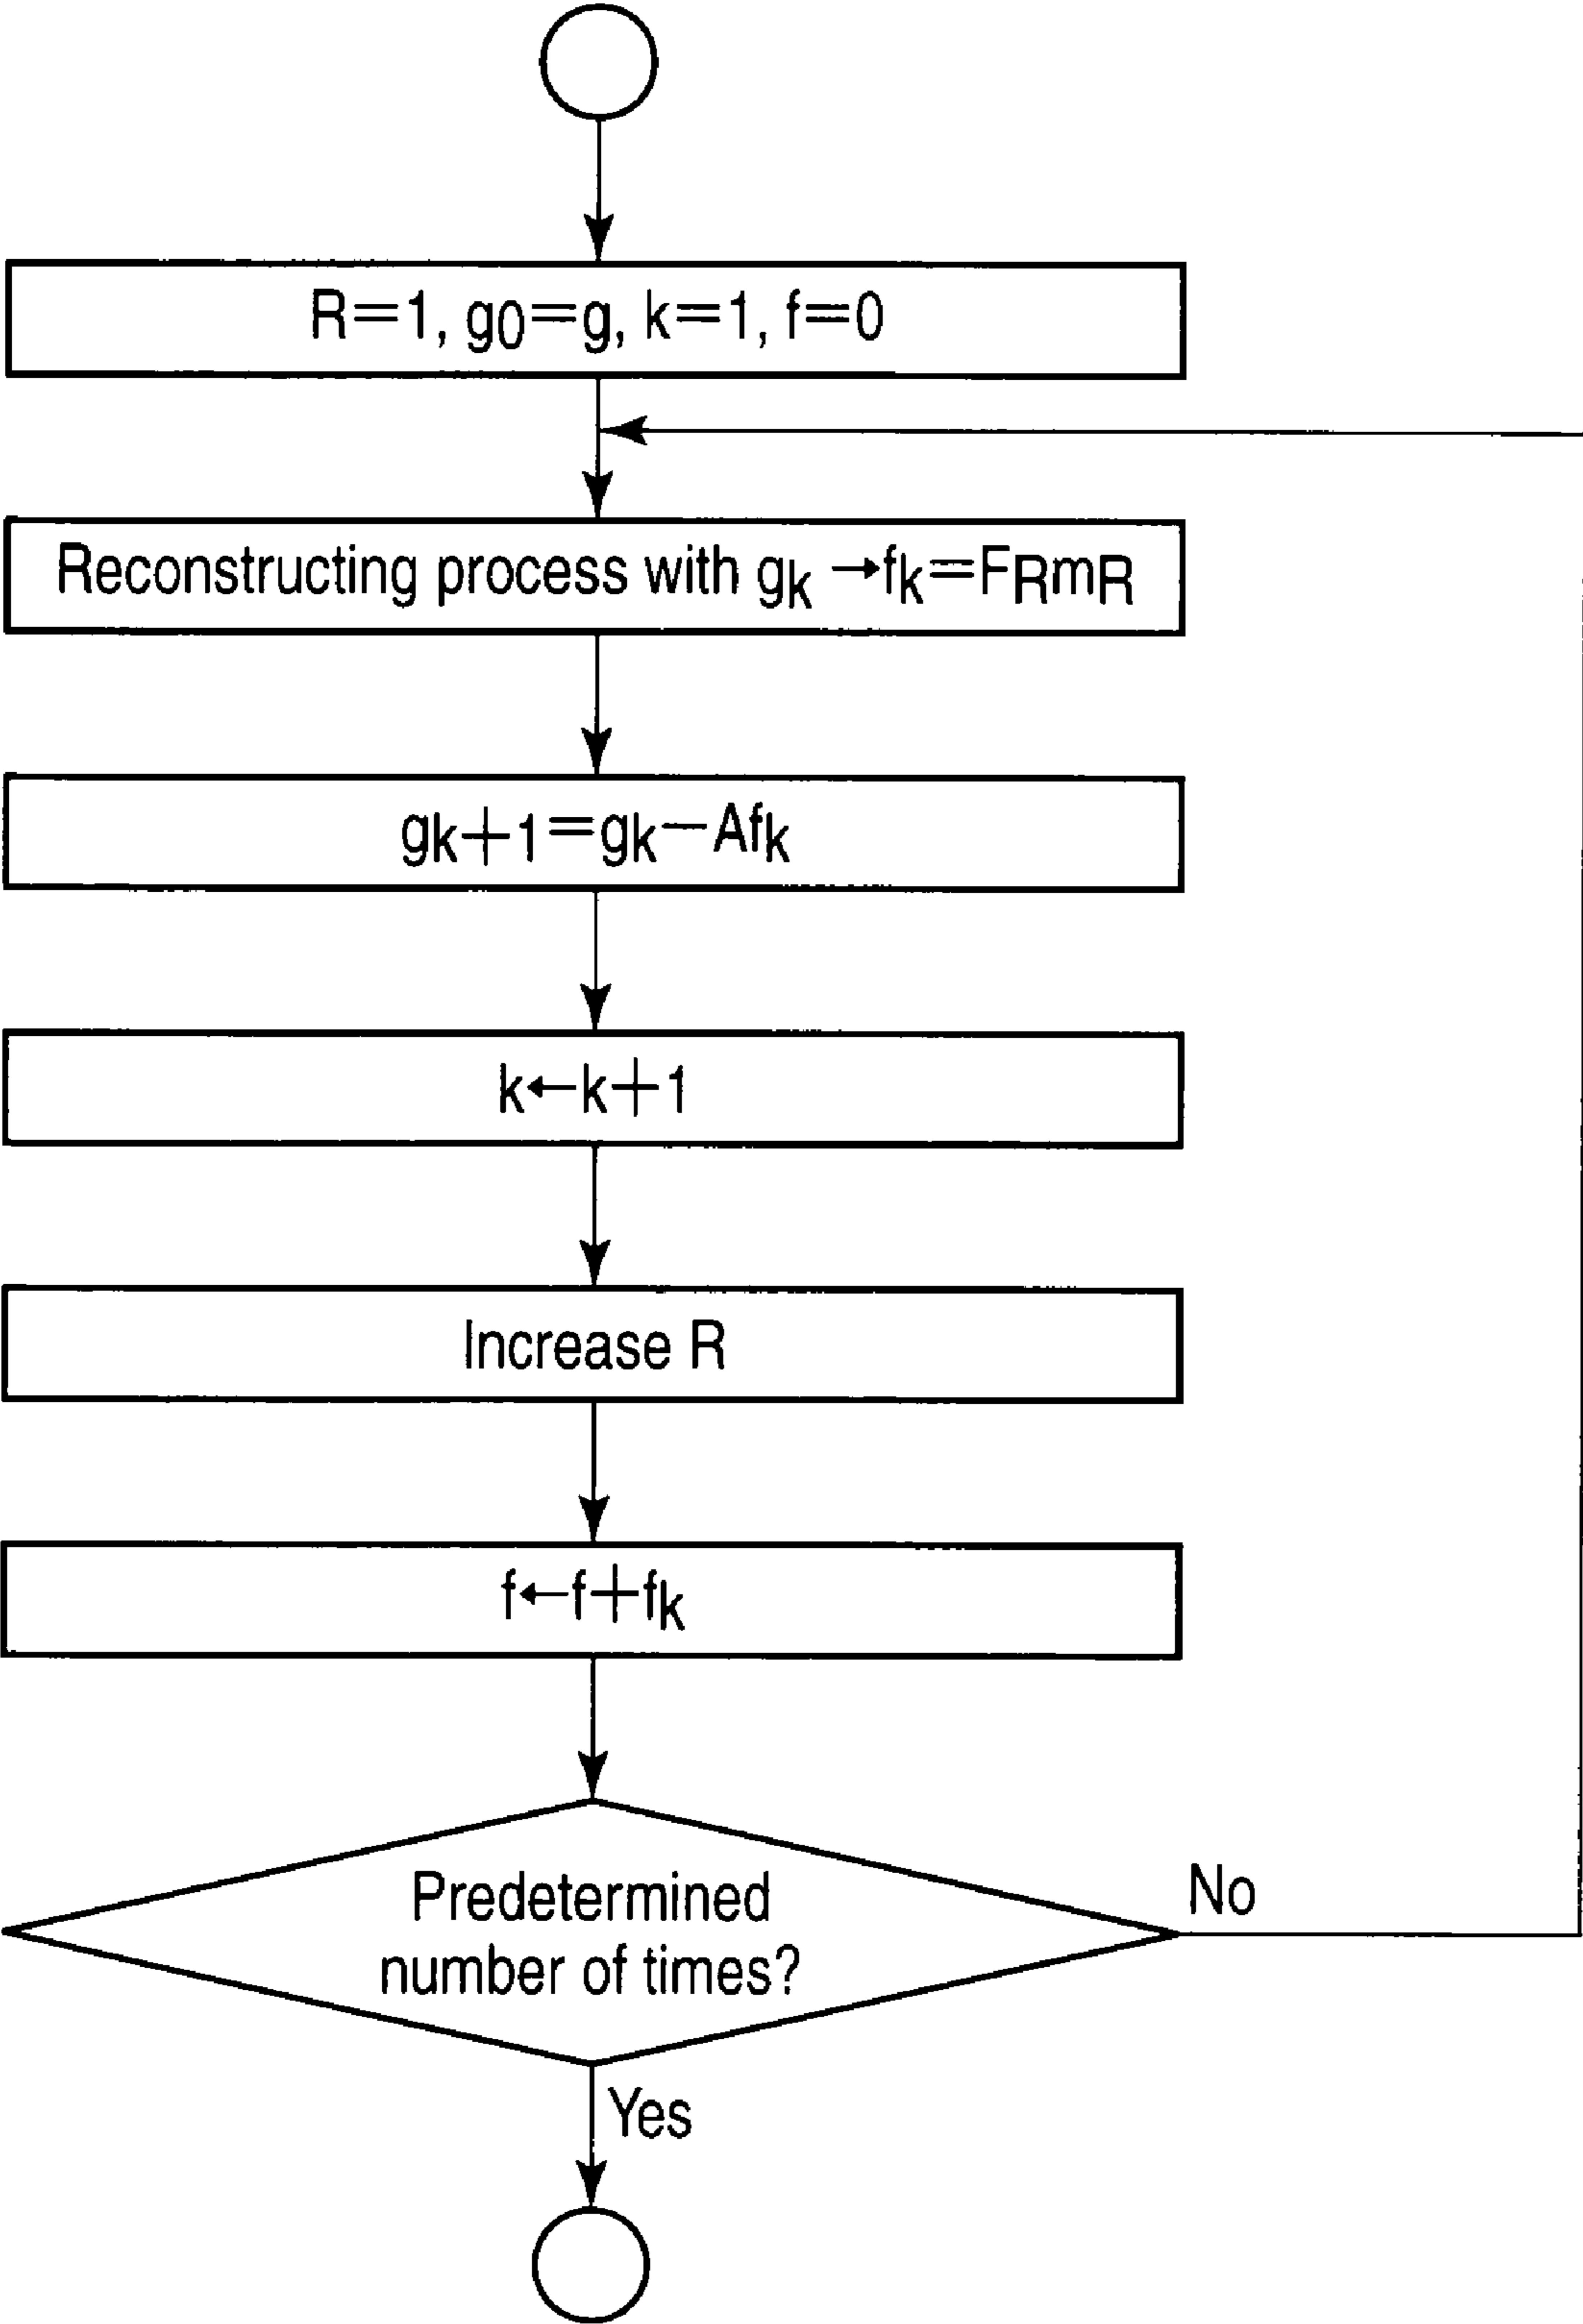 R=1, g0=g, k=1, f=0
Reconstructing process with gk →fk=FRmR
gk+1=gk−Afk
k←k+1
Increase R
f←f+fk
Predetermined
number of times?
No
Yes